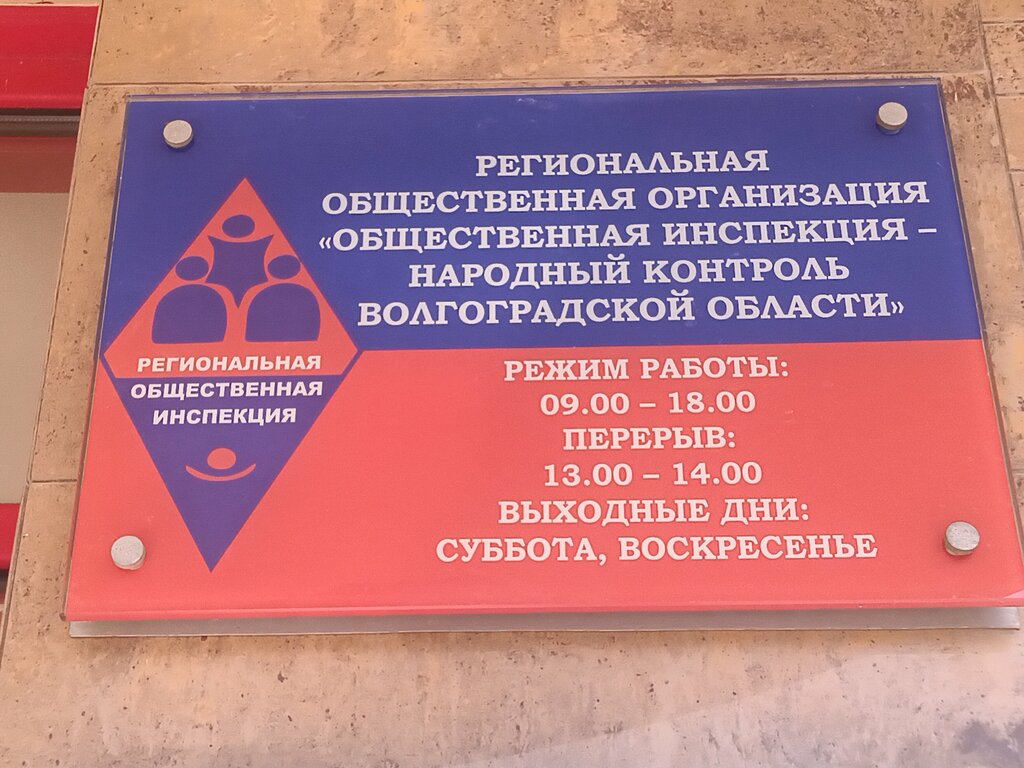 РЕГИОНАЛЬНАЯ
ОБЩЕСТВЕННАЯ ОРГАНИЗАЦИЯ
«ОБЩЕСТВЕННАЯ ИНСПЕКЦИЯ –
НАРОДНЫЙ КОНТРОЛЬ
ВОЛГОГРАДСКОЙ ОБЛАСТИ»
РЕГИОНАЛЬНАЯ
ОБЩЕСТВЕННАЯ
ИНСПЕКЦИЯ
РЕЖИМ РАБОТЫ:
09.00 – 18.00
ПЕРЕРЫВ:
13.00 – 14.00
ВЫХОДНЫЕ ДНИ:
СУББОТА, ВОСКРЕСЕНЬЕ